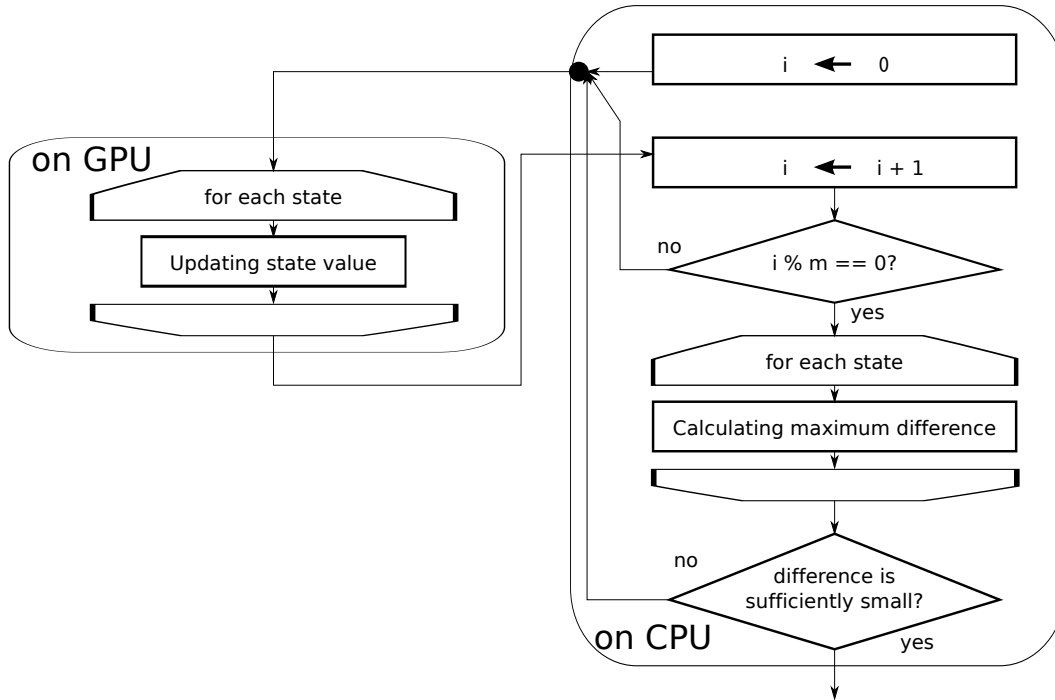 on GPU
for each state
Updating state value
i ← 0
i ← i + 1
i % m == 0?
no
yes
for each state
Calculating maximum difference
difference is
sufficiently small?
no
yes
on CPU